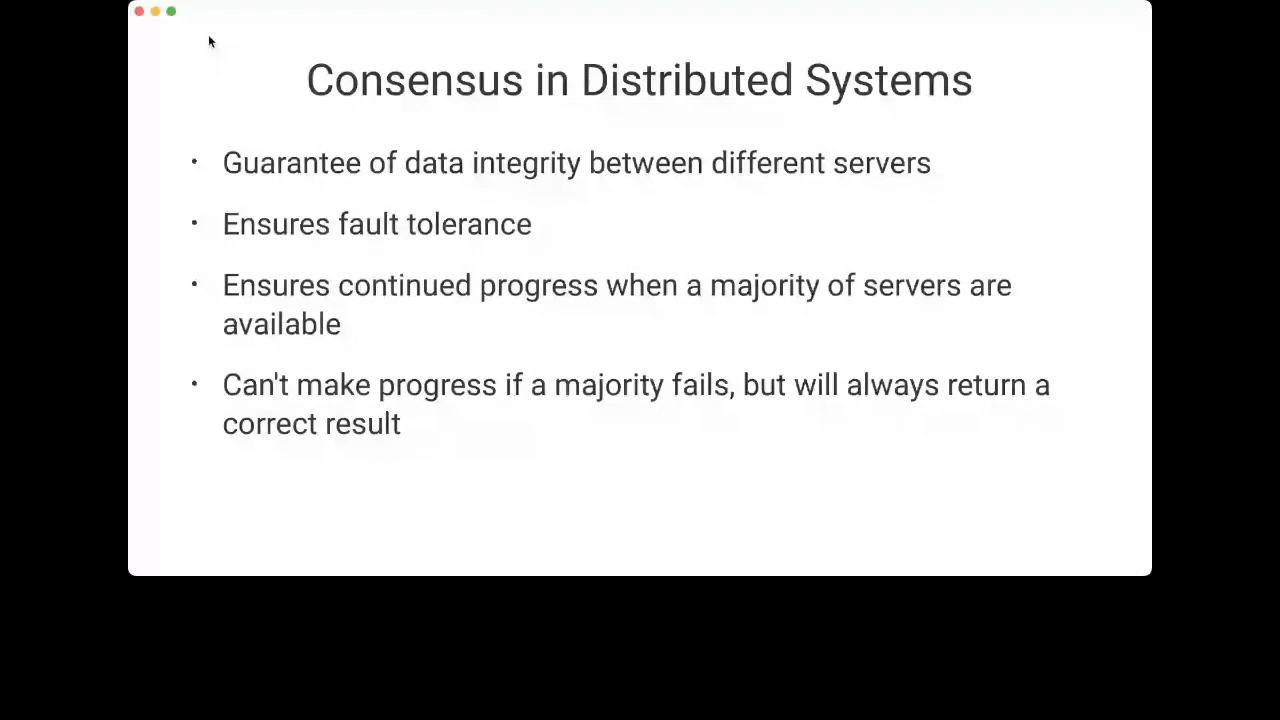 Consensus in Distributed Systems
• Guarantee of data integrity between different servers
• Ensures fault tolerance
• Ensures continued progress when a majority of servers are
available
• Can't make progress if a majority fails, but will always return a
correct result